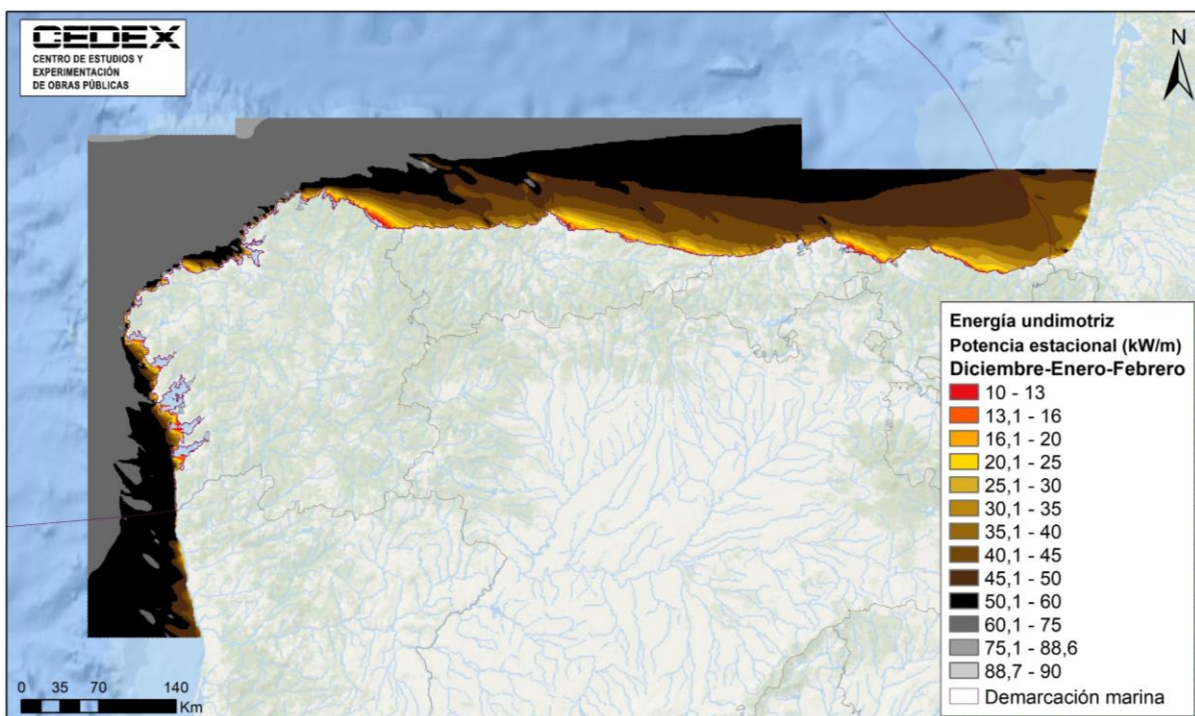 CEDEX
CENTRO DE ESTUDIOS Y
EXPERIMENTACIÓN
DE OBRAS PÚBLICAS
N
Energía undimotriz
Potencia estacional (kW/m)
Diciembre-Enero-Febrero
10 - 13
13,1 - 16
16,1 - 20
20,1 - 25
25,1 - 30
30,1 - 35
35,1 - 40
40,1 - 45
45,1 - 50
50,1 - 60
60,1 - 75
75,1 - 88,6
88,7 - 90
Demarcación marina
0 35 70 140
Km